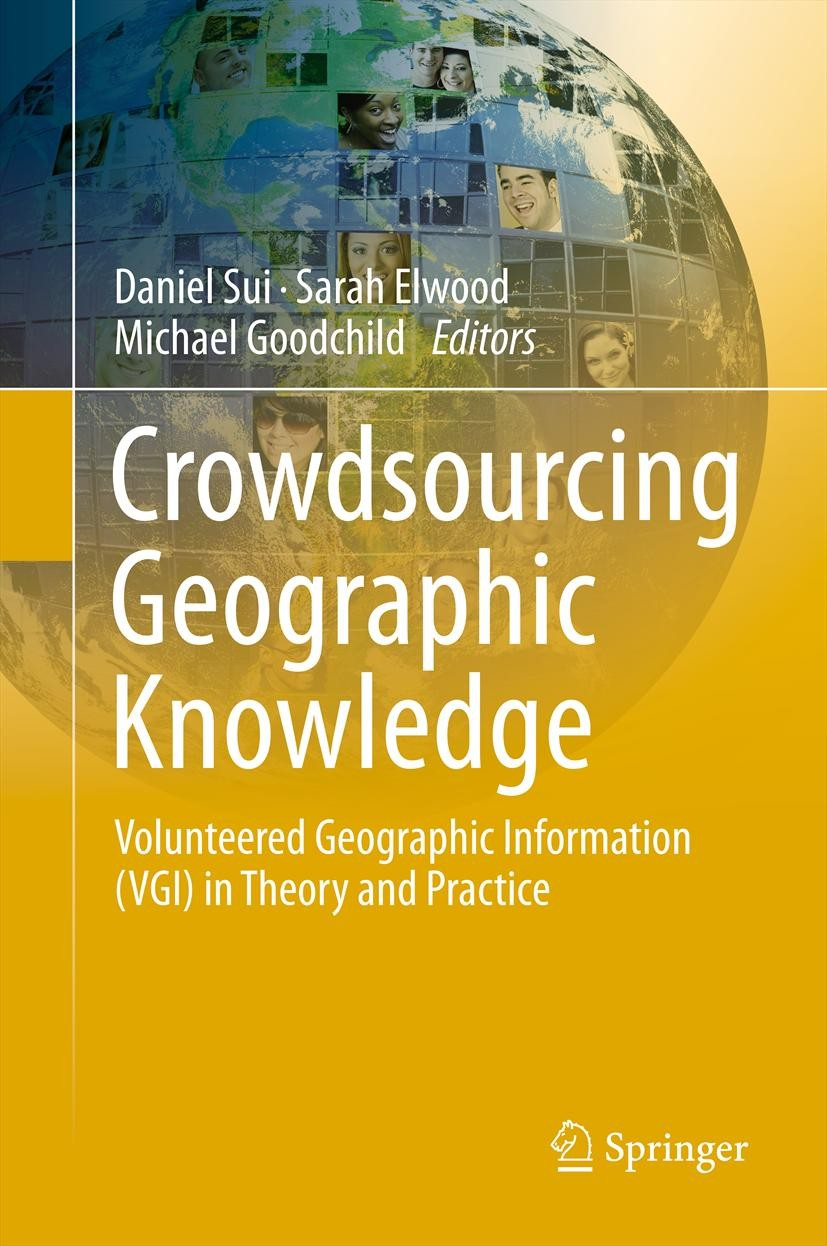 Daniel Sui · Sarah Elwood
Michael Goodchild Editors
Crowdsourcing
Geographic
Knowledge
Volunteered Geographic Information
(VGI) in Theory and Practice
Springer